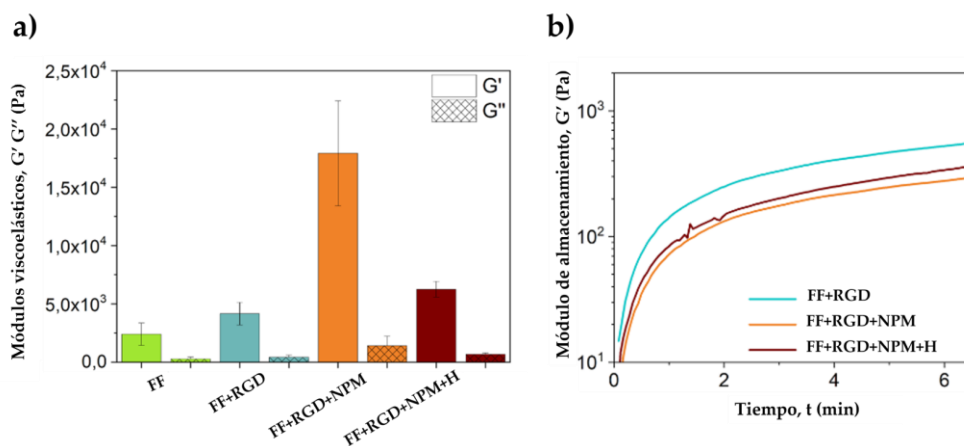 a)
Módulos viscoelásticos, G' G'' (Pa)
2,5x10⁴
2,0x10⁴
1,5x10⁴
1,0x10⁴
5,0x10³
0,0
G'
G''
FF
FF+RGD
FF+RGD+NPM
FF+RGD+NPM+H
b)
Módulo de almacenamiento, G' (Pa)
10³
10²
10¹
0
2
4
6
FF+RGD
FF+RGD+NPM
FF+RGD+NPM+H
Tiempo, t (min)